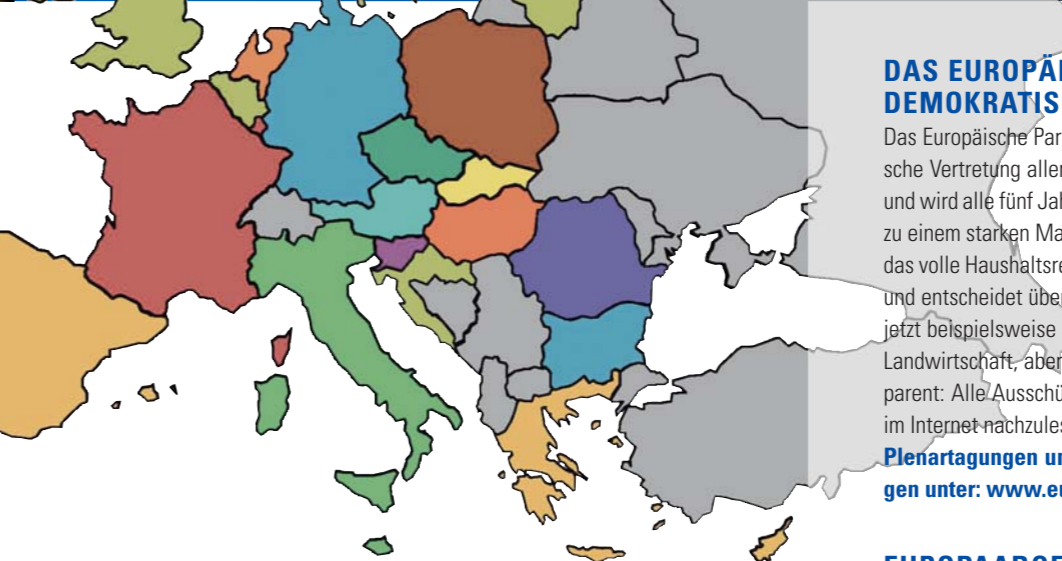 DAS EUROPÄI
DEMOKRATIS
Das Europäische Par
sche Vertretung aller
und wird alle fünf Jah
zu einem starken Ma
das volle Haushaltsre
und entscheidet über
jetzt beispielsweise
Landwirtschaft, aber
parent: Alle Ausschü
im Internet nachzules
Plenartagungen un
gen unter: www.eu